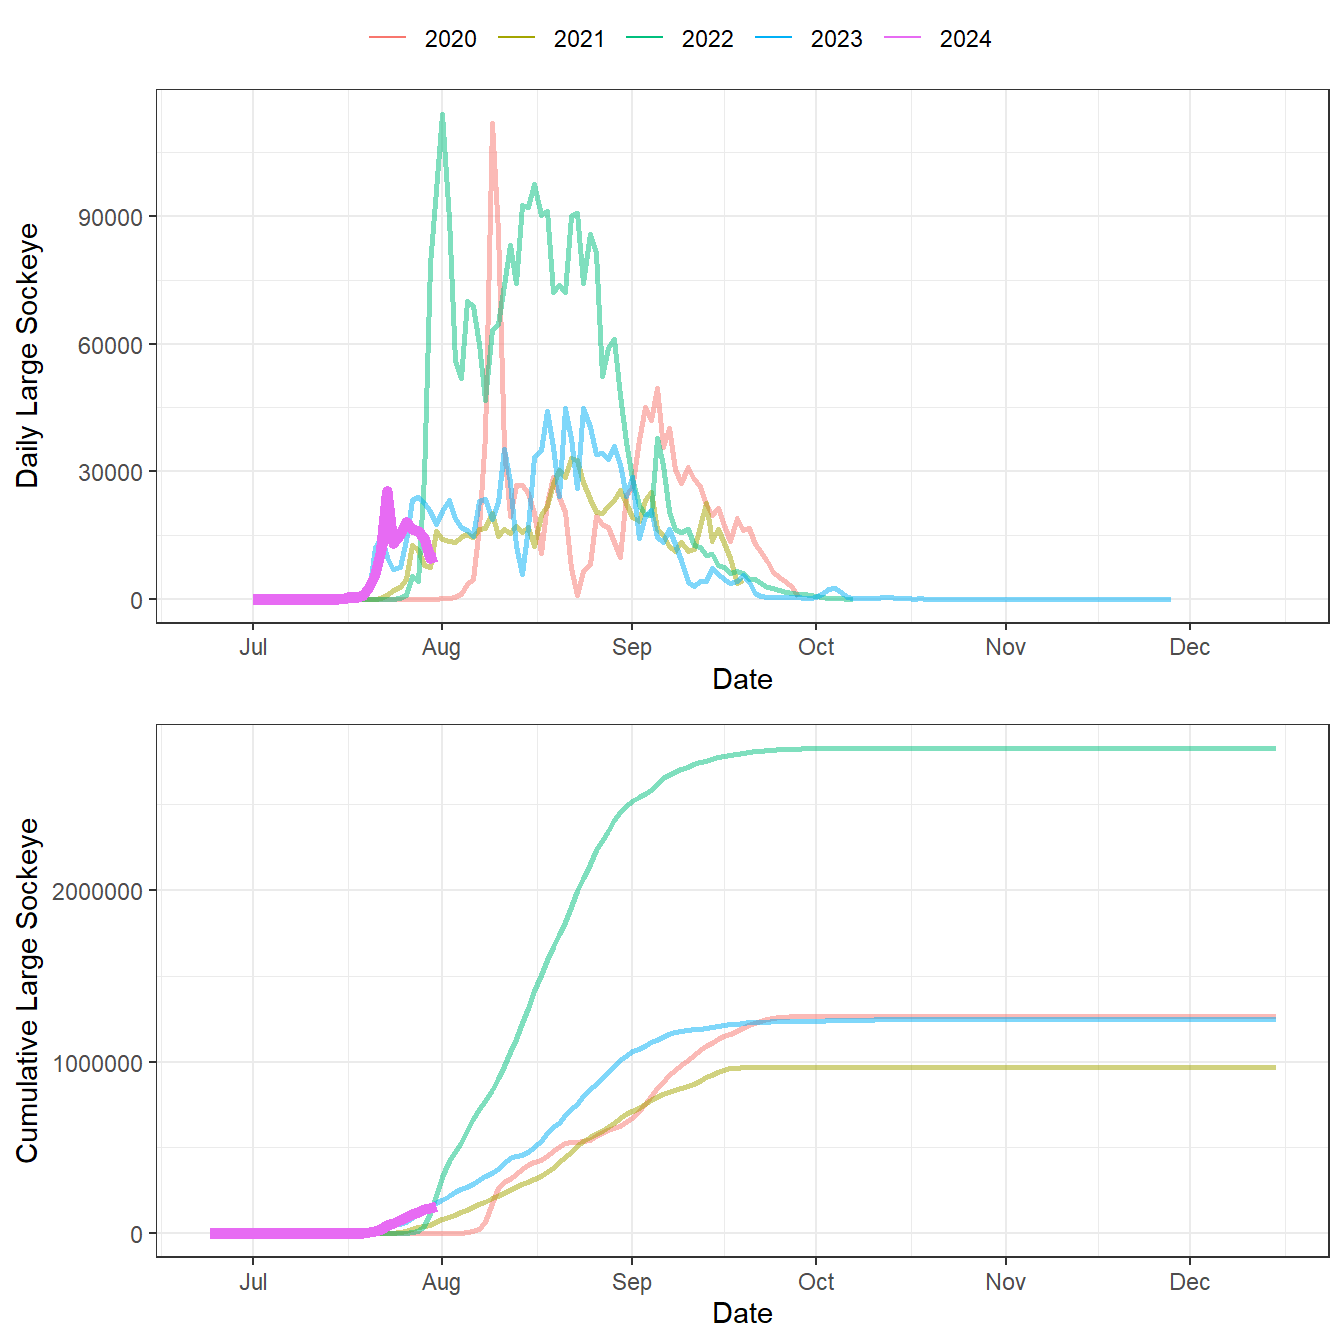 2020 2021 2022 2023 2024
Daily Large Sockeye
90000
60000
30000
0
Jul Aug Sep Oct Nov Dec
Date
Cumulative Large Sockeye
2000000
1000000
0
Jul Aug Sep Oct Nov Dec
Date